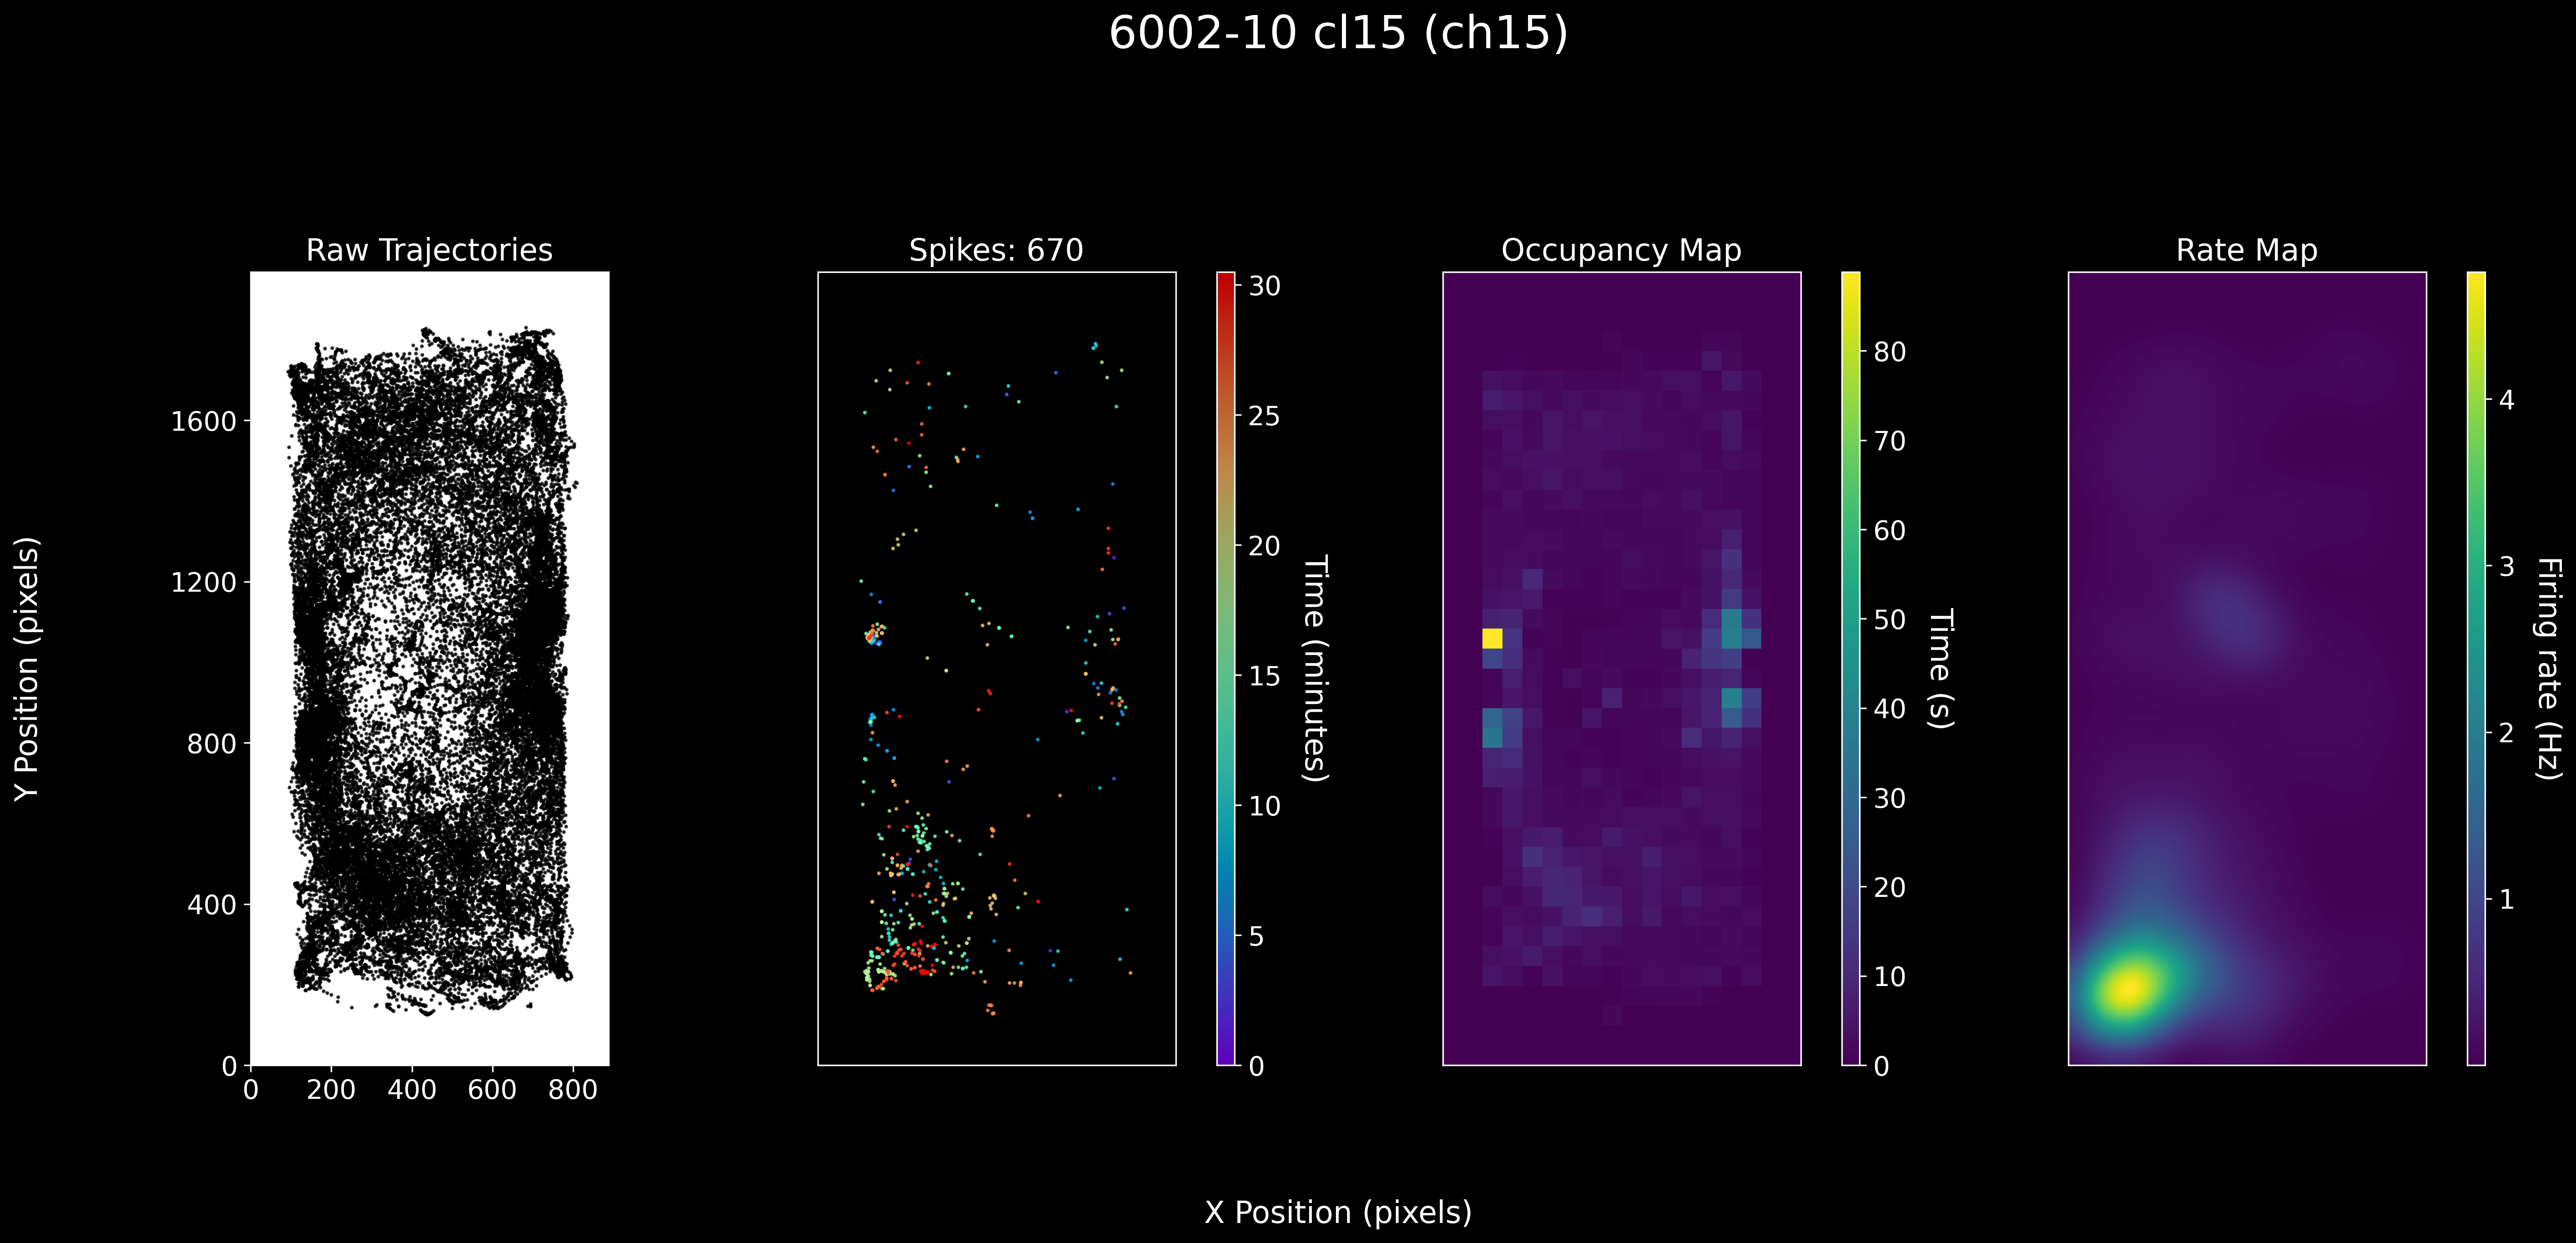 6002-10 cl15 (ch15)
Raw Trajectories
Spikes: 670
Occupancy Map
Rate Map
Y Position (pixels)
1600
1200
800
400
0
0 200 400 600 800
30
25
20
15
10
5
0
Time (minutes)
80
70
60
50
40
30
20
10
0
Time (s)
4
3
2
1
Firing rate (Hz)
X Position (pixels)